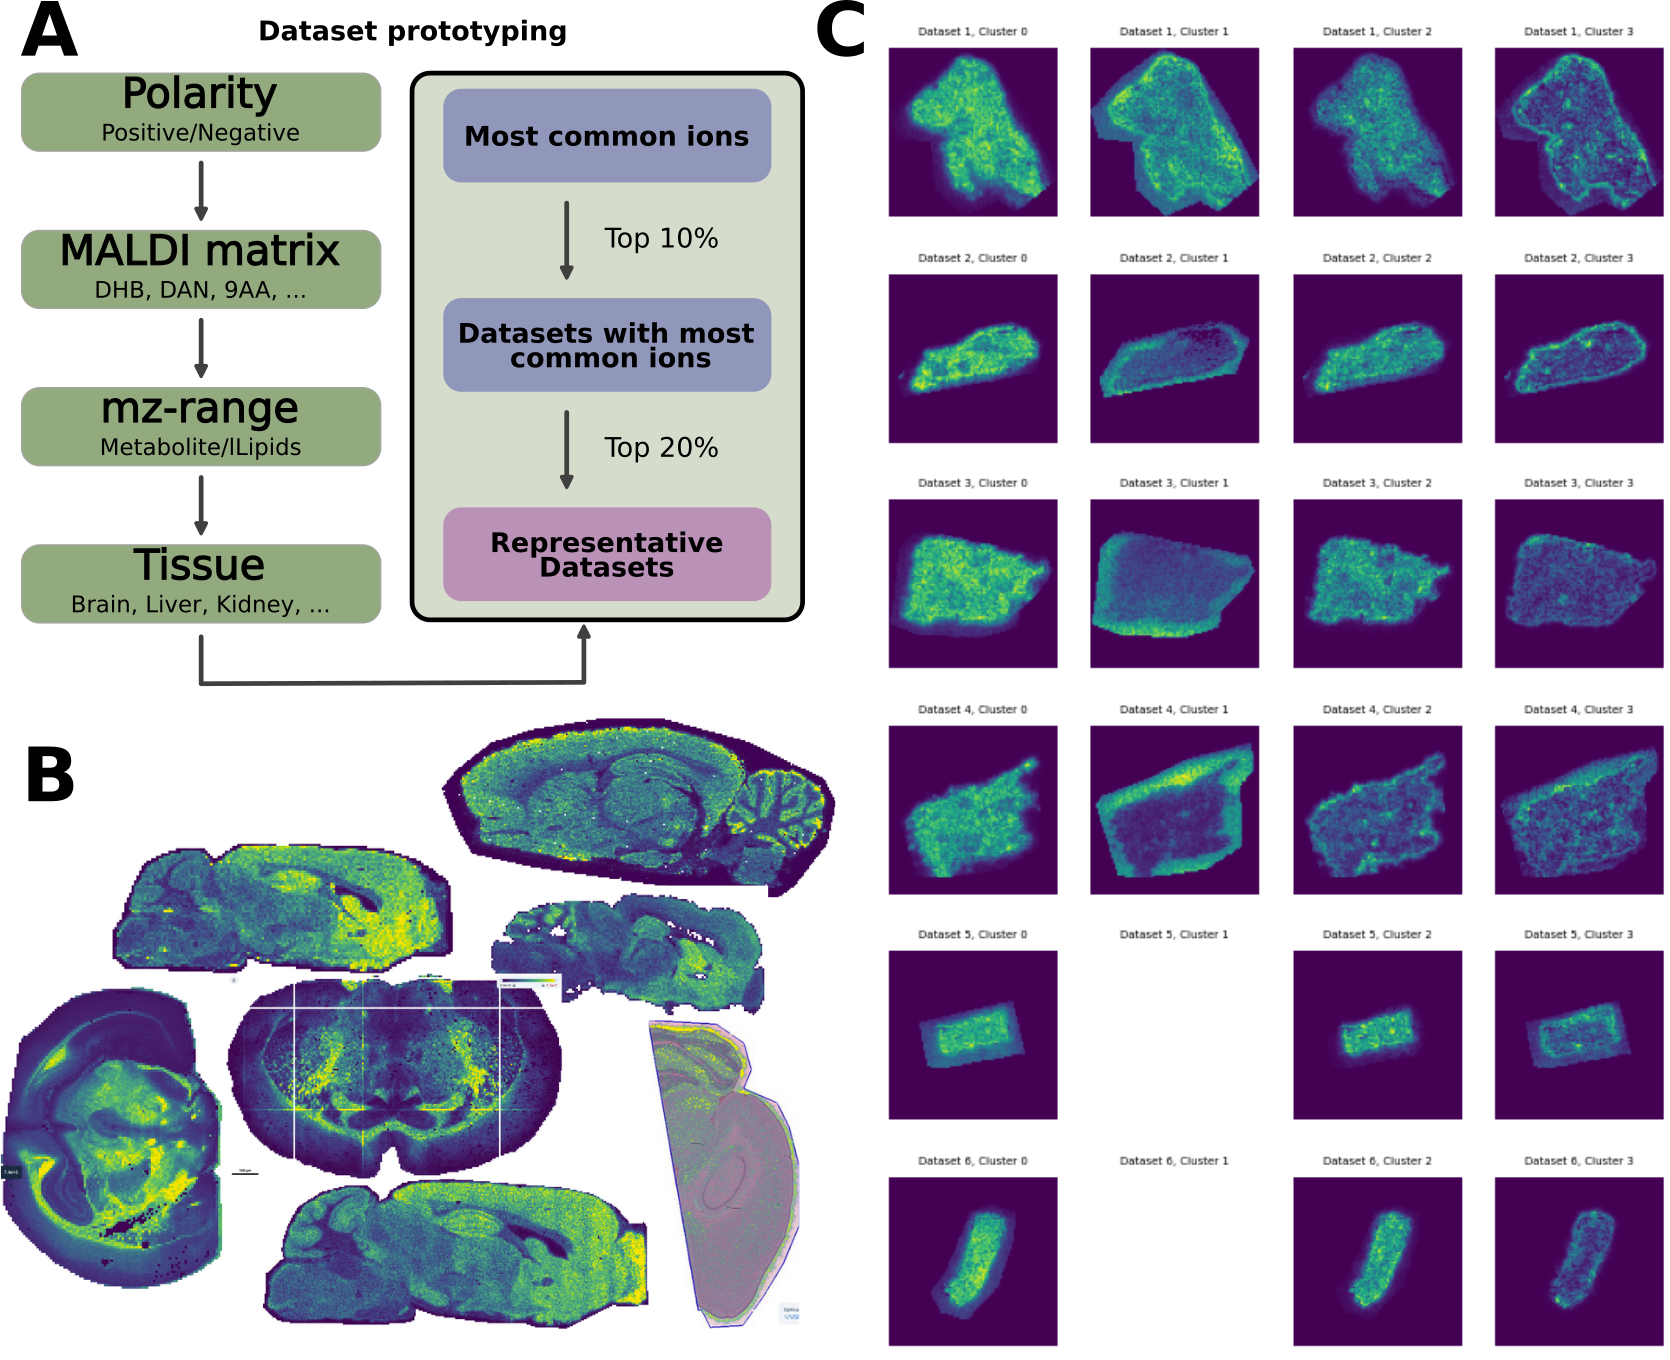 A
Dataset prototyping
Polarity
Positive/Negative
MALDI matrix
DHB, DAN, 9AA, ...
mz-range
Metabolite/lLipids
Tissue
Brain, Liver, Kidney, ...
Most common ions
Top 10%
Datasets with most
common ions
Top 20%
Representative
Datasets
B
Optical
C
Dataset 1, Cluster 0
Dataset 1, Cluster 1
Dataset 1, Cluster 2
Dataset 1, Cluster 3
Dataset 2, Cluster 0
Dataset 2, Cluster 1
Dataset 2, Cluster 2
Dataset 2, Cluster 3
Dataset 3, Cluster 0
Dataset 3, Cluster 1
Dataset 3, Cluster 2
Dataset 3, Cluster 3
Dataset 4, Cluster 0
Dataset 4, Cluster 1
Dataset 4, Cluster 2
Dataset 4, Cluster 3
Dataset 5, Cluster 0
Dataset 5, Cluster 1
Dataset 5, Cluster 2
Dataset 5, Cluster 3
Dataset 6, Cluster 0
Dataset 6, Cluster 1
Dataset 6, Cluster 2
Dataset 6, Cluster 3